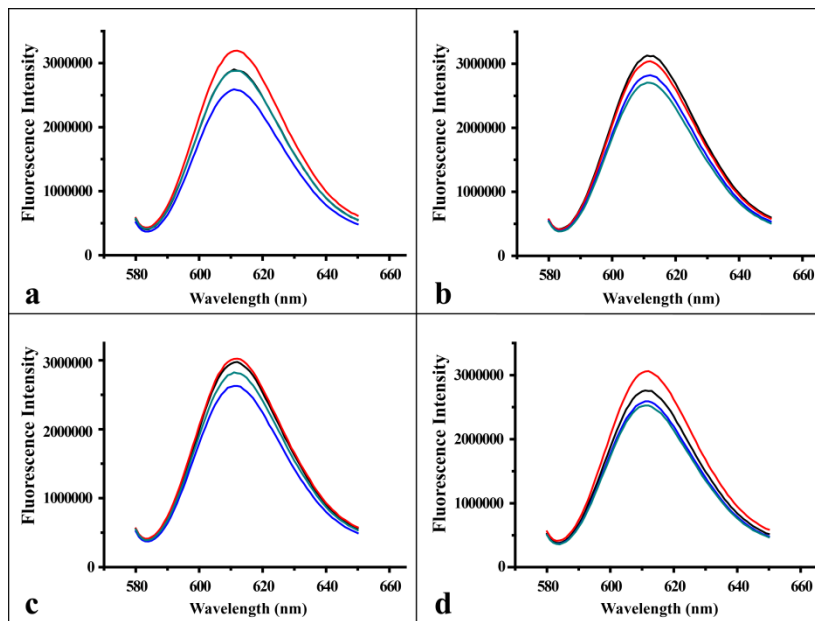 Fluorescence Intensity
3000000
2000000
1000000
0
580 600 620 640 660
Wavelength (nm)
a
Fluorescence Intensity
3000000
2000000
1000000
0
580 600 620 640 660
Wavelength (nm)
b
Fluorescence Intensity
3000000
2000000
1000000
0
580 600 620 640 660
Wavelength (nm)
c
Fluorescence Intensity
3000000
2000000
1000000
0
580 600 620 640 660
Wavelength (nm)
d